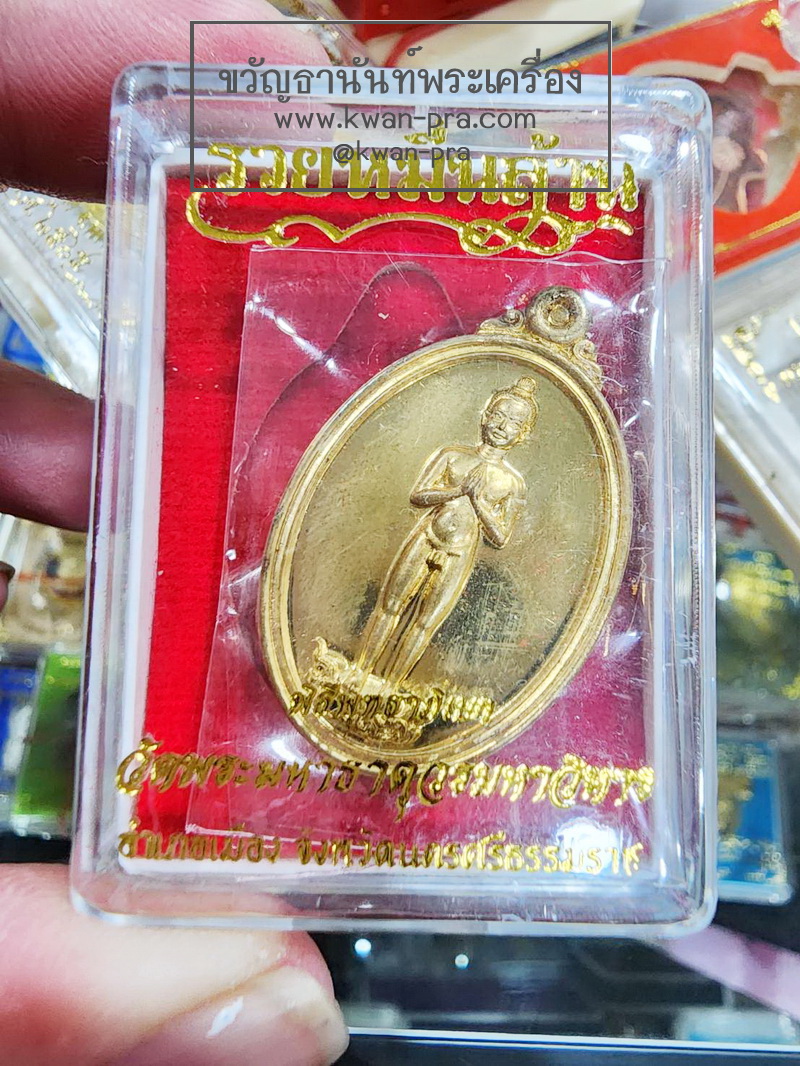 ขวัญธานันท์พระเครื่อง
www.kwan-pra.com
@kwan-pra
รวยหมื่นล้าน
วัดพระมหาธาตุวรมหาวิหาร
อำเภอเมือง จังหวัดนครศรีธรรมราช